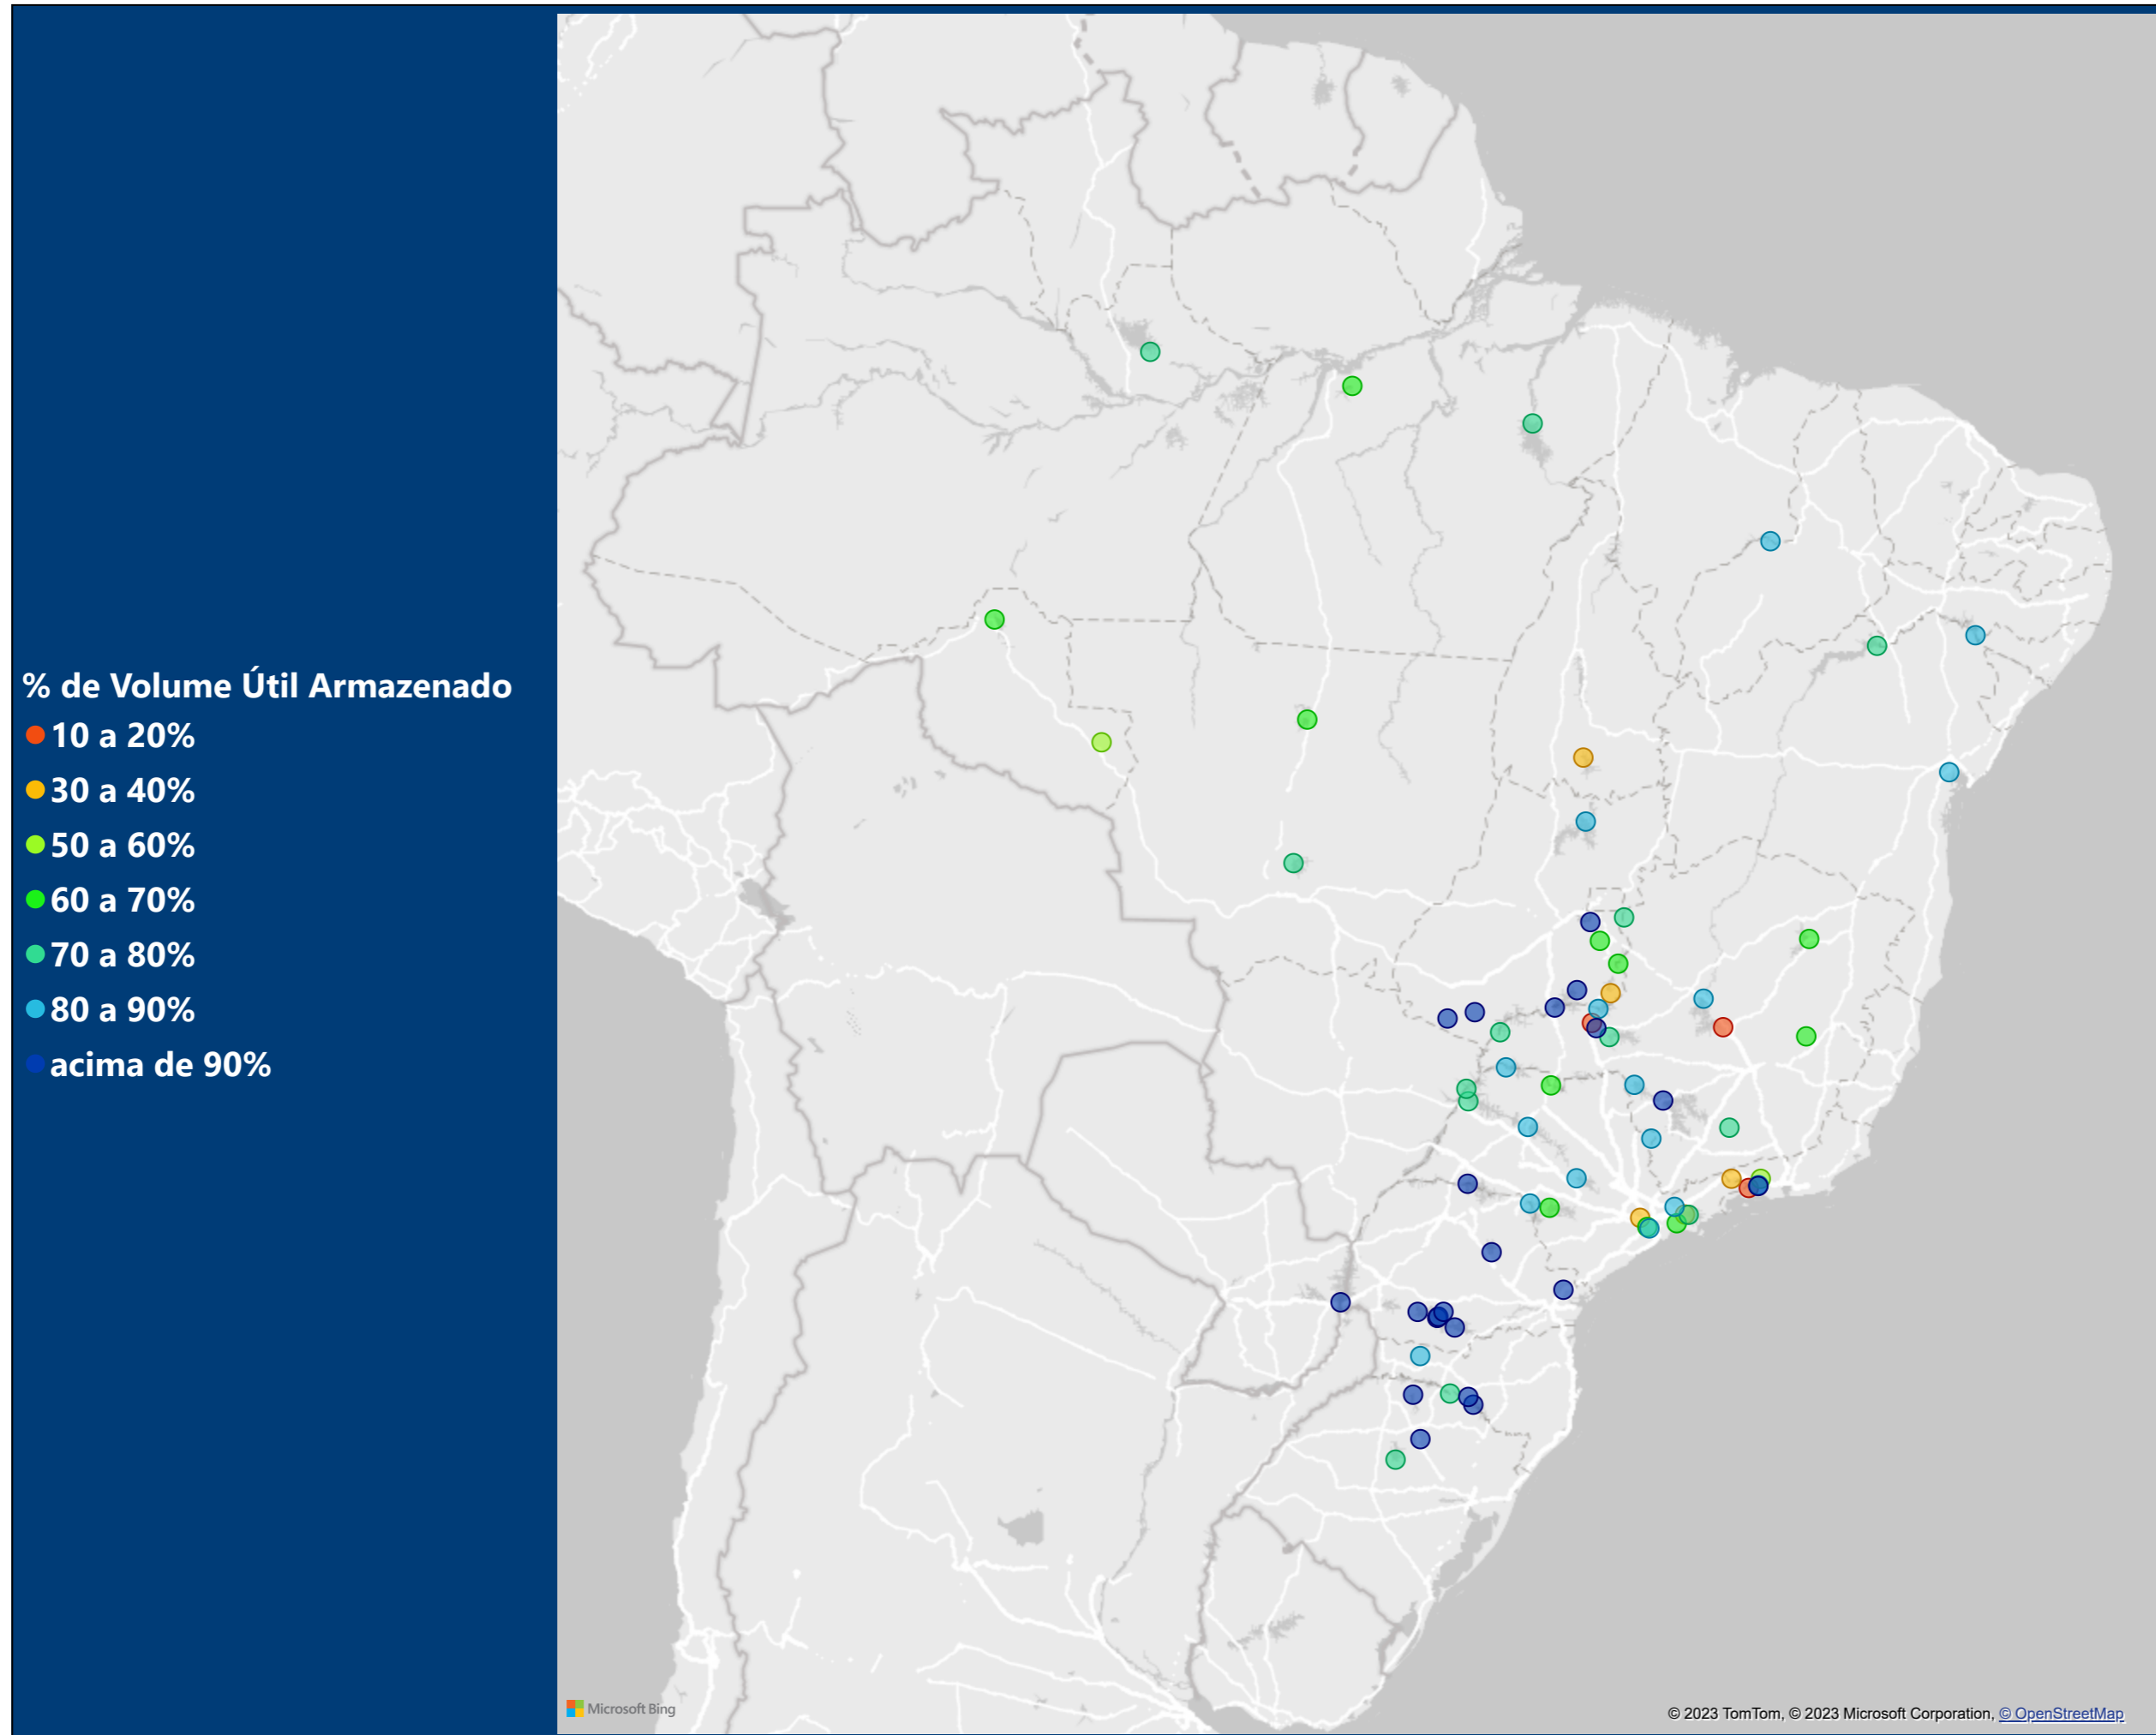 % de Volume Útil Armazenado
10 a 20%
30 a 40%
50 a 60%
60 a 70%
70 a 80%
80 a 90%
acima de 90%
Microsoft Bing
© 2023 TomTom, © 2023 Microsoft Corporation, © OpenStreetMap